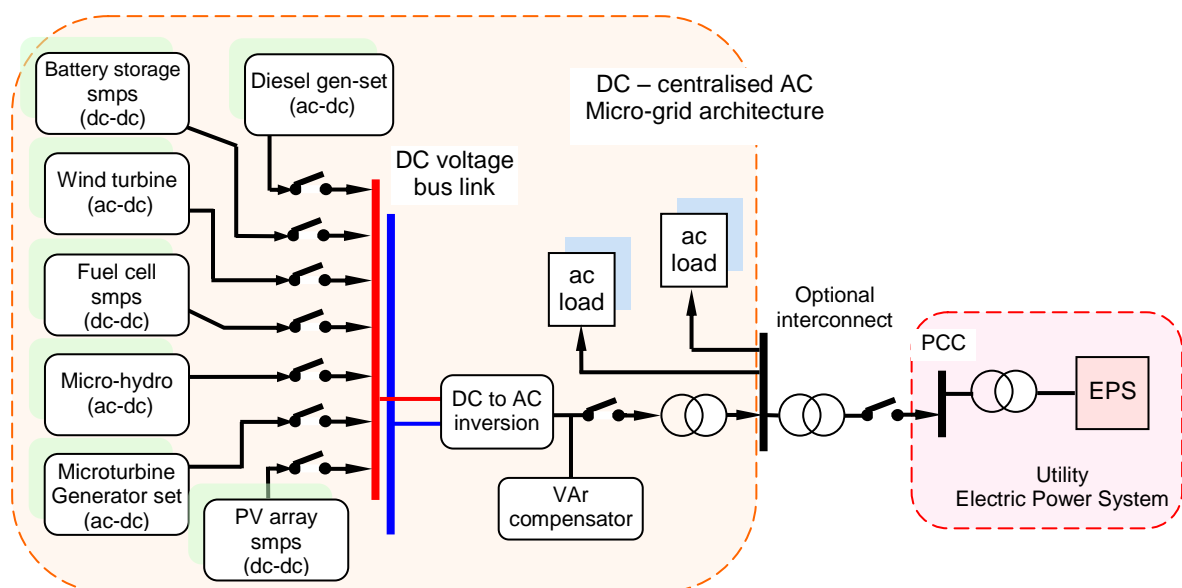 Battery storage
smps
(dc-dc)
Diesel gen-set
(ac-dc)
DC – centralised AC
Micro-grid architecture
Wind turbine
(ac-dc)
DC voltage
bus link
Fuel cell
smps
(dc-dc)
ac
load
ac
load
Optional
interconnect
Micro-hydro
(ac-dc)
DC to AC
inversion
PCC
EPS
Microturbine
Generator set
(ac-dc)
PV array
smps
(dc-dc)
VAr
compensator
Utility
Electric Power System